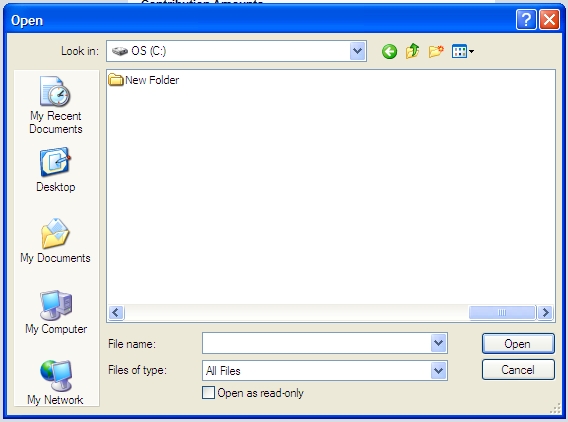 Contribution Amounts
Open
Look in:
OS (C:)
New Folder
My Recent
Documents
Desktop
My Documents
My Computer
My Network
File name:
Open
Files of type:
All Files
Cancel
Open as read-only